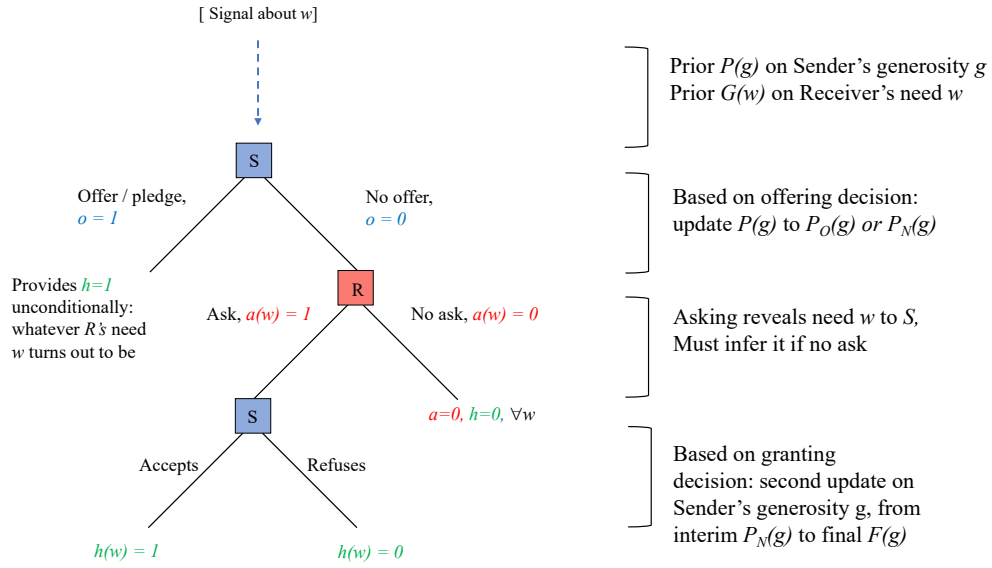 [ Signal about w]
Prior P(g) on Sender's generosity g
Prior G(w) on Receiver's need w
S
Offer / pledge,
o = 1
No offer,
o = 0
Based on offering decision:
update P(g) to P_O(g) or P_N(g)
Provides h=1
unconditionally:
whatever R's need
w turns out to be
R
Ask, a(w) = 1
No ask, a(w) = 0
Asking reveals need w to S,
Must infer it if no ask
S
a=0, h=0, ∀w
Accepts
Refuses
Based on granting
decision: second update on
Sender's generosity g, from
interim P_N(g) to final F(g)
h(w) = 1
h(w) = 0